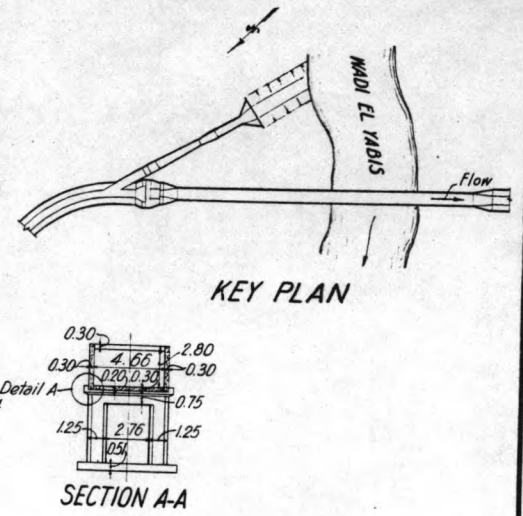 WADI EL YABIS
Flow
KEY PLAN
0.30
4.66
2.80
0.30
0.20
0.30
0.30
Detail A
0.75
1.25
2.76
1.25
0.51
SECTION A-A